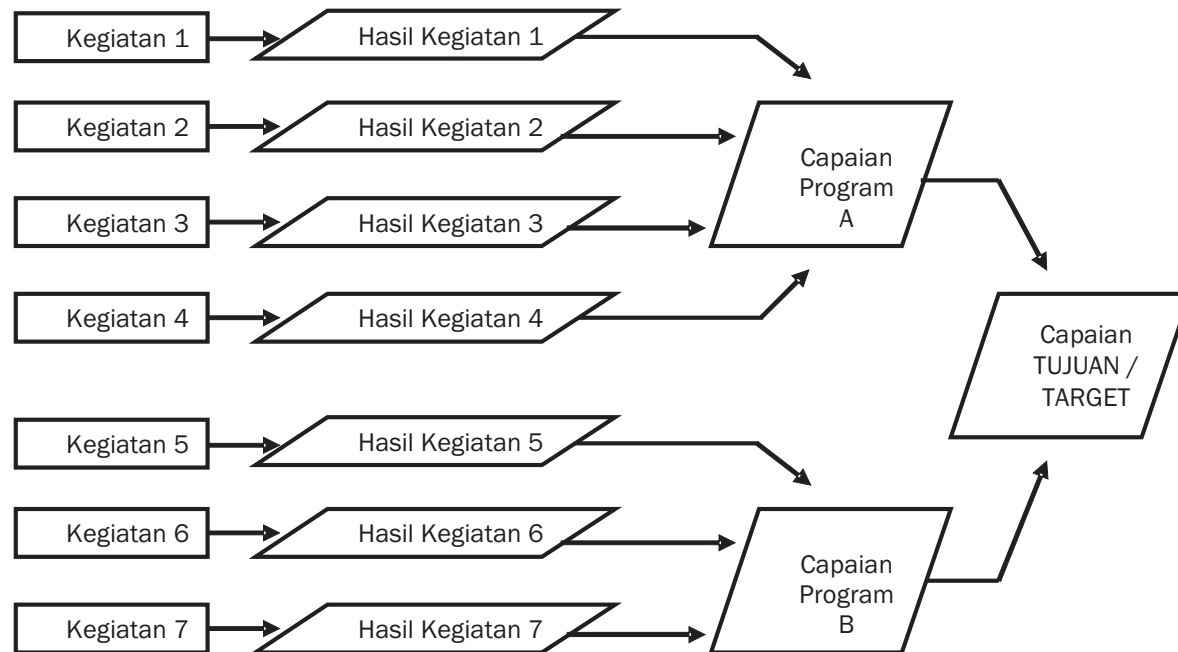 Kegiatan 1
Hasil Kegiatan 1
Kegiatan 2
Hasil Kegiatan 2
Kegiatan 3
Hasil Kegiatan 3
Kegiatan 4
Hasil Kegiatan 4
Capaian
Program
A
Capaian
TUJUAN /
TARGET
Kegiatan 5
Hasil Kegiatan 5
Kegiatan 6
Hasil Kegiatan 6
Kegiatan 7
Hasil Kegiatan 7
Capaian
Program
B